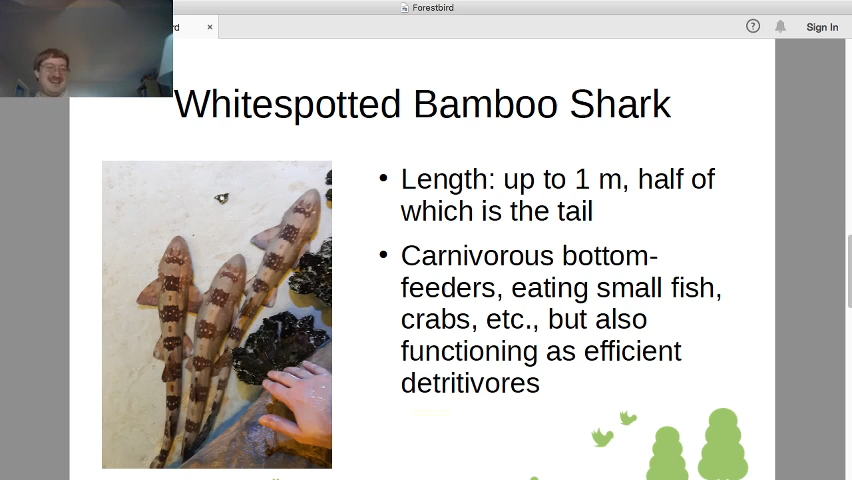 Forestbird
rd × ? Sign In
Whitespotted Bamboo Shark
• Length: up to 1 m, half of
which is the tail
• Carnivorous bottom-
feeders, eating small fish,
crabs, etc., but also
functioning as efficient
detritivores